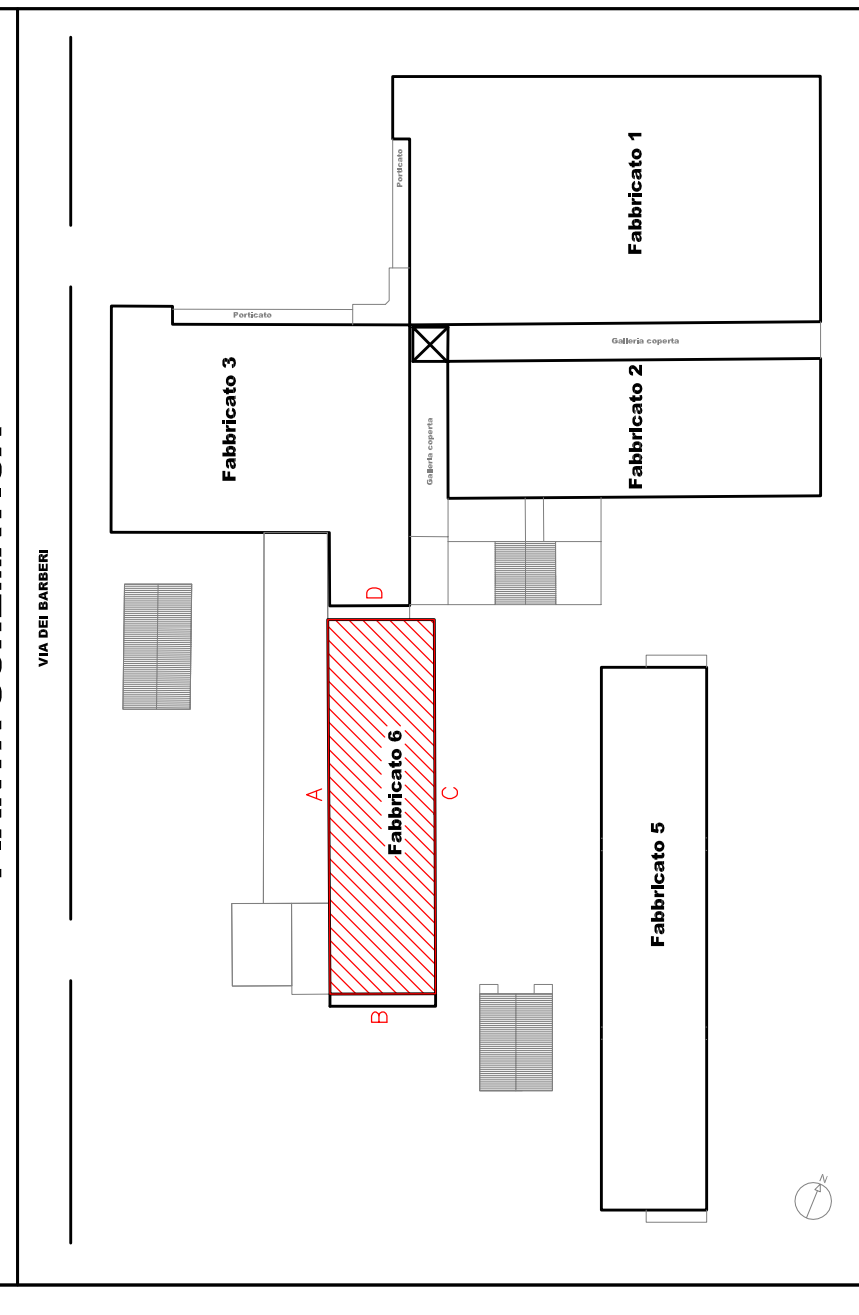 VIA DEI BARBERI
Fabbricato 1
Porticato
Porticato
Galleria coperta
Fabbricato 3
Fabbricato 2
Galleria coperta
D
A
Fabbricato 6
C
B
Fabbricato 5
N